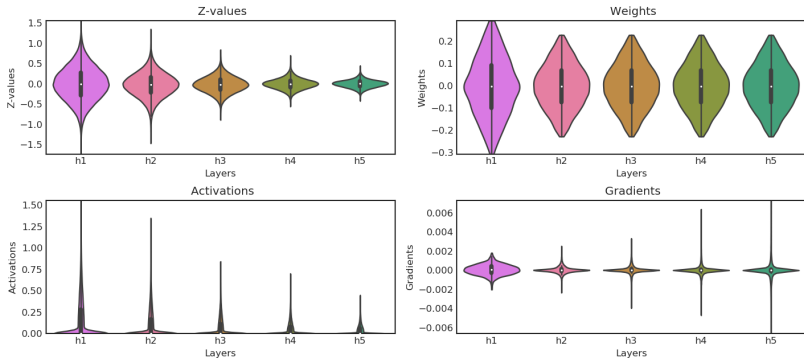 Z-values
Z-values
1.5
1.0
0.5
0.0
−0.5
−1.0
−1.5
h1 h2 h3 h4 h5
Layers
Weights
Weights
0.2
0.1
0.0
−0.1
−0.2
−0.3
h1 h2 h3 h4 h5
Layers
Activations
Activations
1.50
1.25
1.00
0.75
0.50
0.25
0.00
h1 h2 h3 h4 h5
Layers
Gradients
Gradients
0.006
0.004
0.002
0.000
−0.002
−0.004
−0.006
h1 h2 h3 h4 h5
Layers